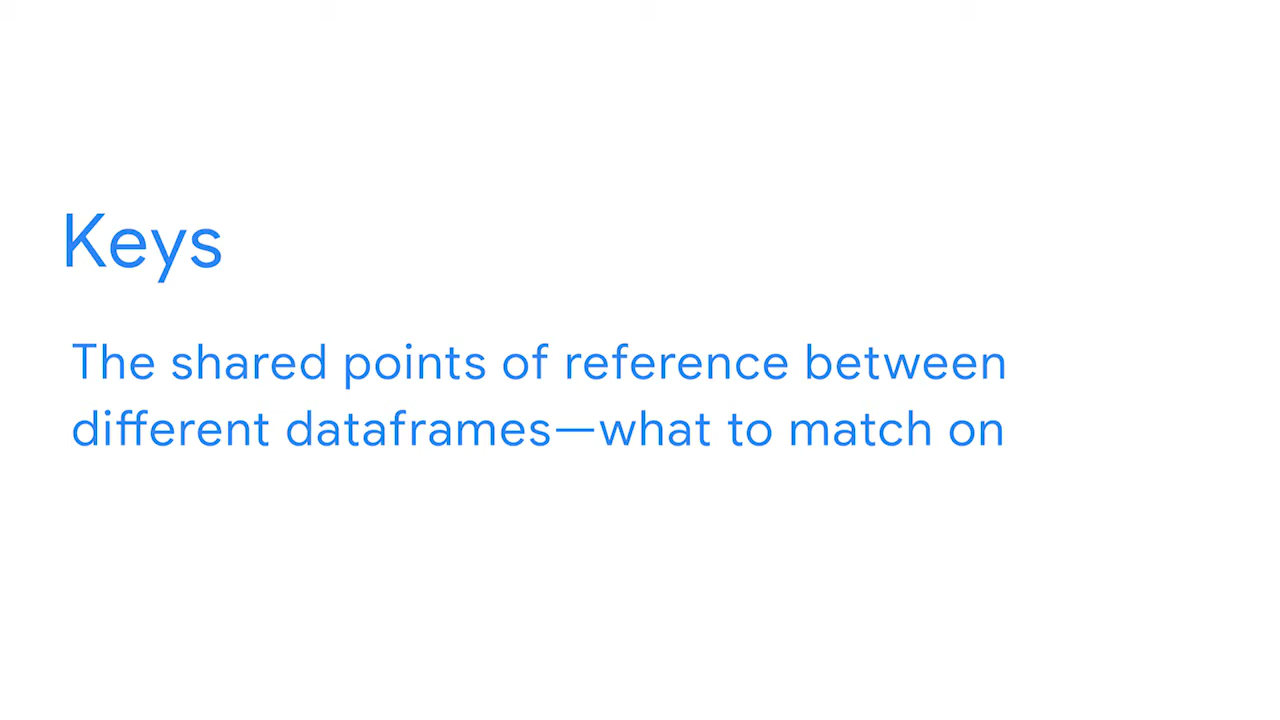 Keys
The shared points of reference between
different dataframes—what to match on